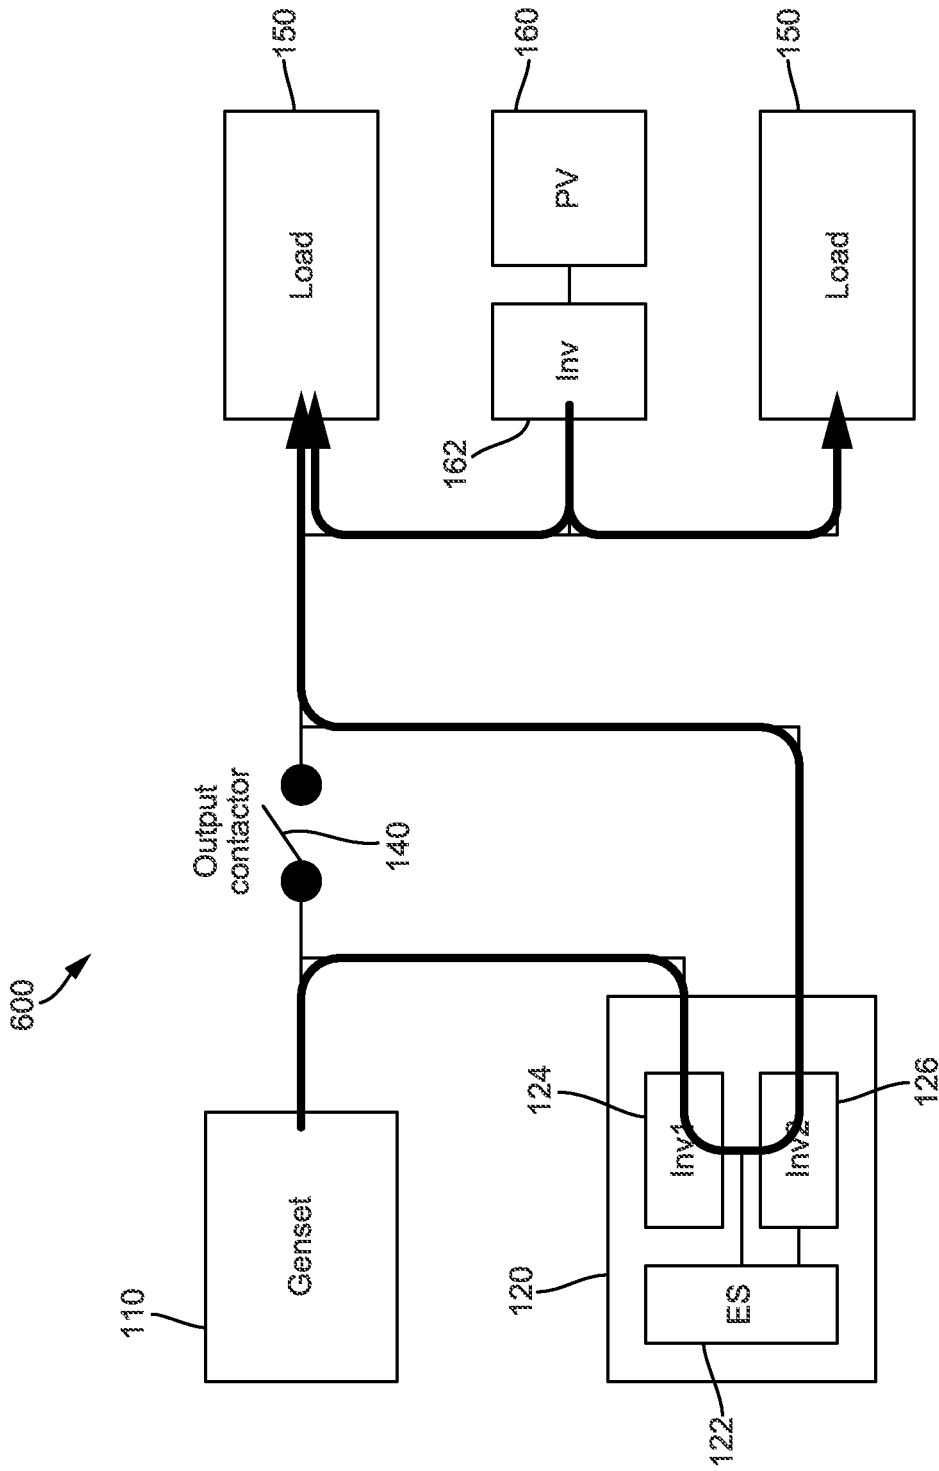 600
110
Genset
Output
contactor
140
150
Load
160
PV
Inv
162
150
Load
120
122
ES
124
Inv1
Inv2
126